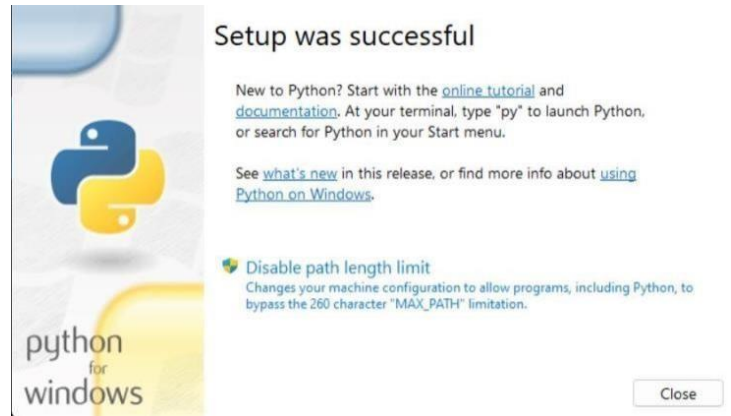 Setup was successful
New to Python? Start with the online tutorial and
documentation. At your terminal, type "py" to launch Python,
or search for Python in your Start menu.
See what's new in this release, or find more info about using
Python on Windows.
Disable path length limit
Changes your machine configuration to allow programs, including Python, to
bypass the 260 character "MAX_PATH" limitation.
python
for
windows
Close